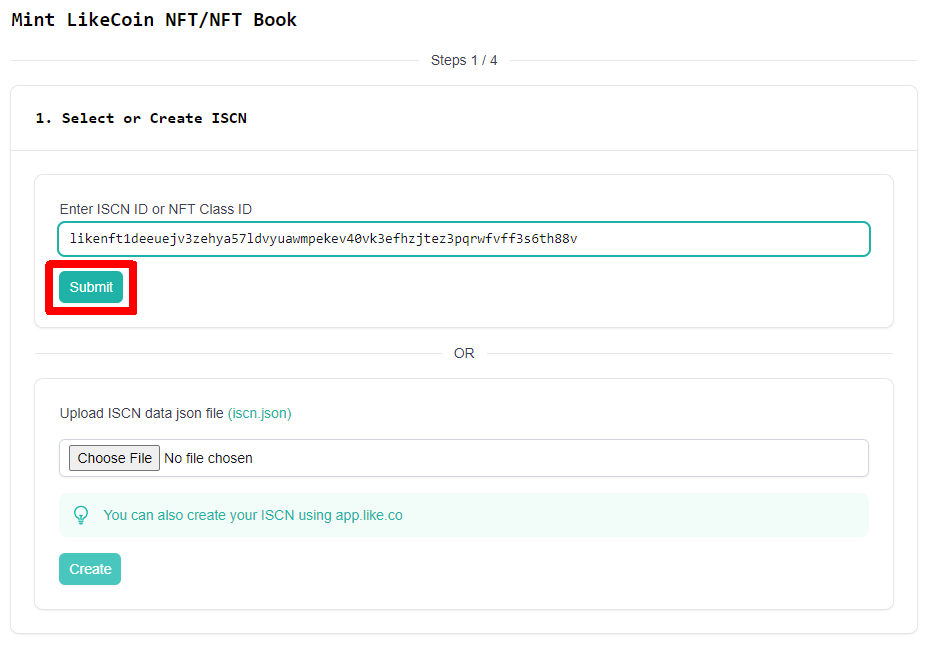 Mint LikeCoin NFT/NFT Book
Steps 1 / 4
1. Select or Create ISCN
Enter ISCN ID or NFT Class ID
likenft1deeuejv3zehya57ldvyuawmpekev40vk3efhzjtez3pqrwfvff3s6th88v
Submit
OR
Upload ISCN data json file (iscn.json)
Choose File No file chosen
You can also create your ISCN using app.like.co
Create